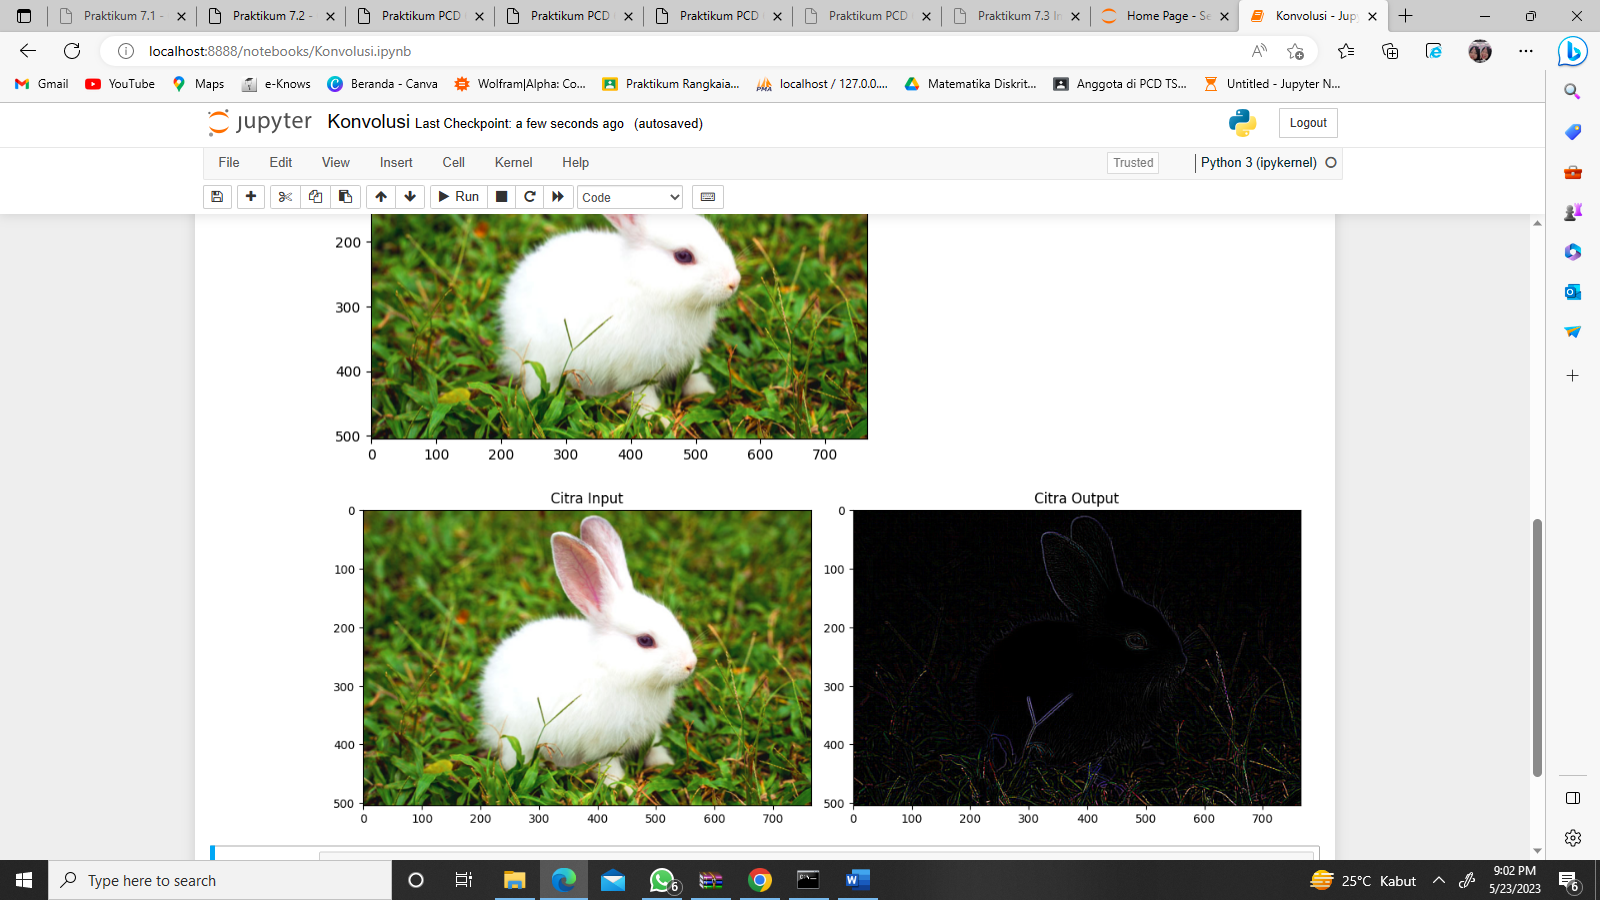 Praktikum 7.1 -
Praktikum 7.2 -
Praktikum PCD
Praktikum PCD
Praktikum PCD
Praktikum PCD
Praktikum 7.3 In
Home Page - Se
Konvolusi - Jup
localhost:8888/notebooks/Konvolusi.ipynb
Gmail
YouTube
Maps
e-Knows
Beranda - Canva
Wolfram|Alpha: Co...
Praktikum Rangkaia...
localhost / 127.0.0....
Matematika Diskrit...
Anggota di PCD TS...
Untitled - Jupyter N...
jupyter Konvolusi Last Checkpoint: a few seconds ago (autosaved)
Logout
File Edit View Insert Cell Kernel Help
Trusted
Python 3 (ipykernel)
Run
Code
200
300
400
500
0 100 200 300 400 500 600 700
Citra Input
0
100
200
300
400
500
0 100 200 300 400 500 600 700
Citra Output
0
100
200
300
400
500
0 100 200 300 400 500 600 700
Type here to search
6
25°C Kabut
9:02 PM
5/23/2023
6